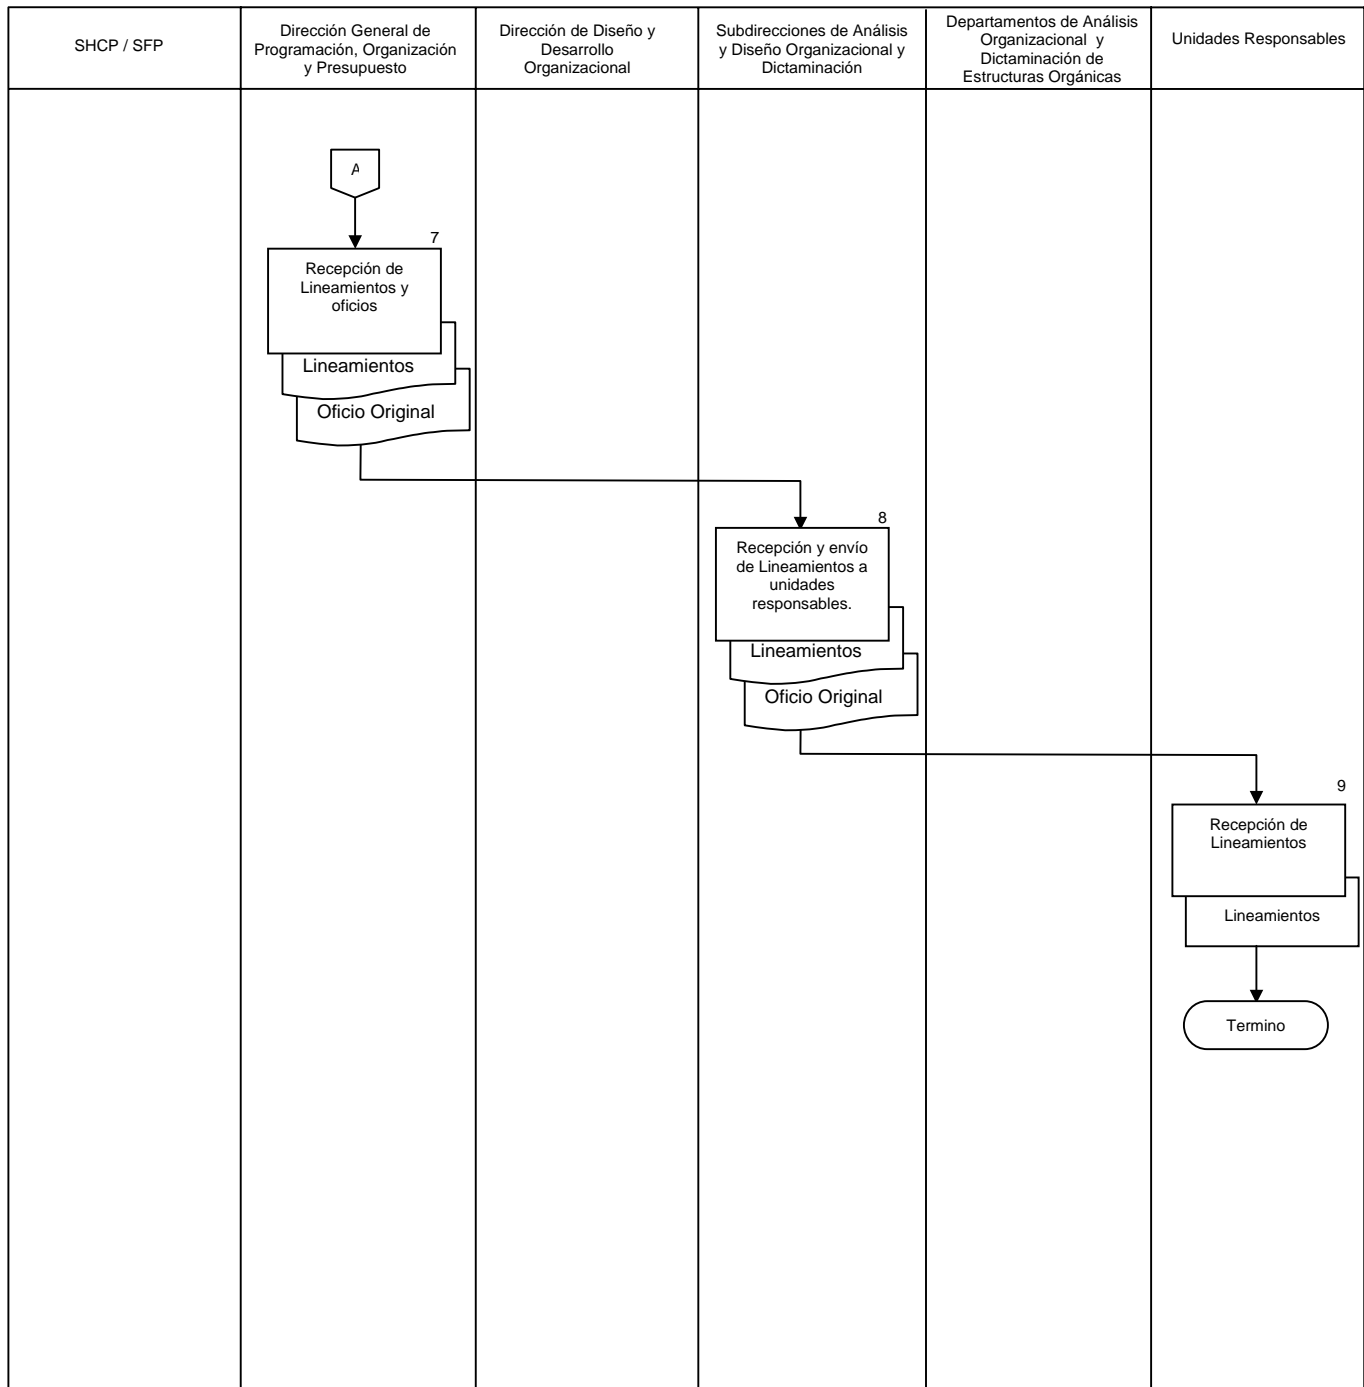 SHCP / SFP
Dirección General de
Programación, Organización
y Presupuesto
Dirección de Diseño y
Desarrollo
Organizacional
Subdirecciones de Análisis
y Diseño Organizacional y
Dictaminación
Departamentos de Análisis
Organizacional y
Dictaminación de
Estructuras Orgánicas
Unidades Responsables
A
7
Recepción de
Lineamientos y
oficios
Lineamientos
Oficio Original
8
Recepción y envío
de Lineamientos a
unidades
responsables.
Lineamientos
Oficio Original
9
Recepción de
Lineamientos
Lineamientos
Termino